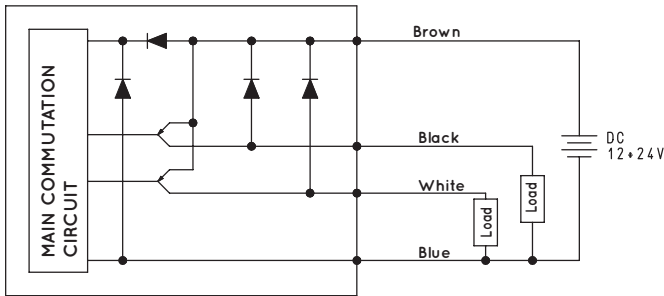 MAIN COMMUTATION
CIRCUIT
Brown
Black
White
Blue
Load
Load
DC
12÷24V